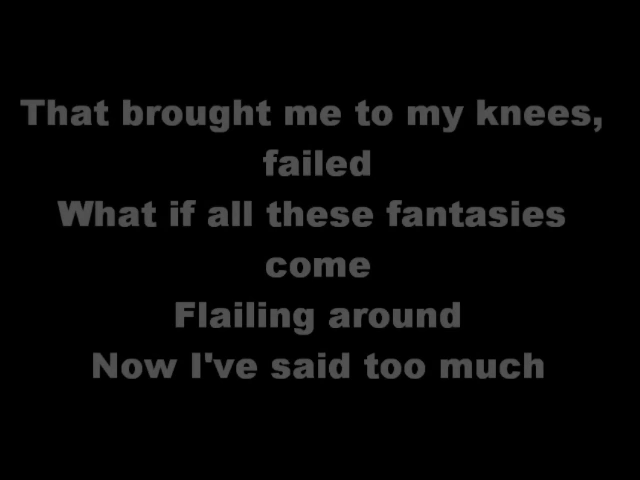 That brought me to my knees,
failed
What if all these fantasies
come
Flailing around
Now I've said too much